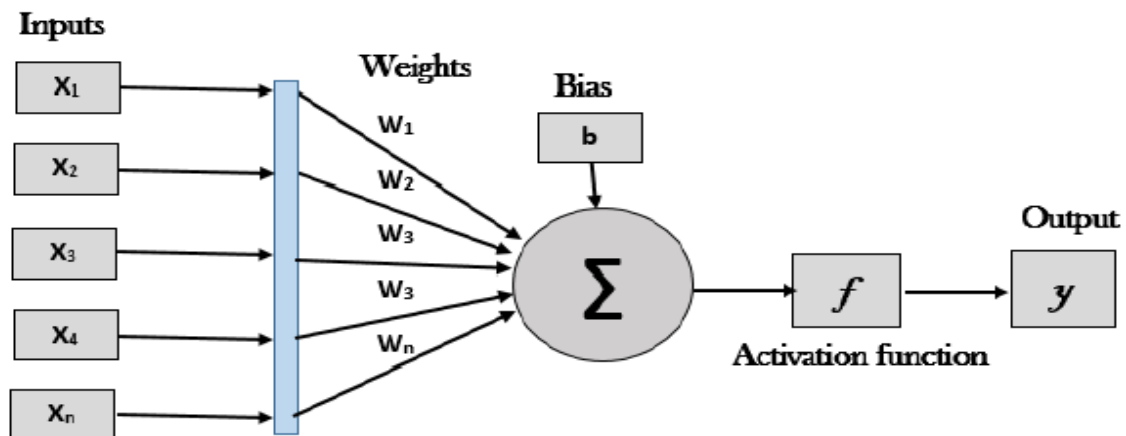 Inputs
X1
X2
X3
X4
Xn
Weights
W1
W2
W3
W3
Wn
Bias
b
Σ
f
Activation function
Output
y